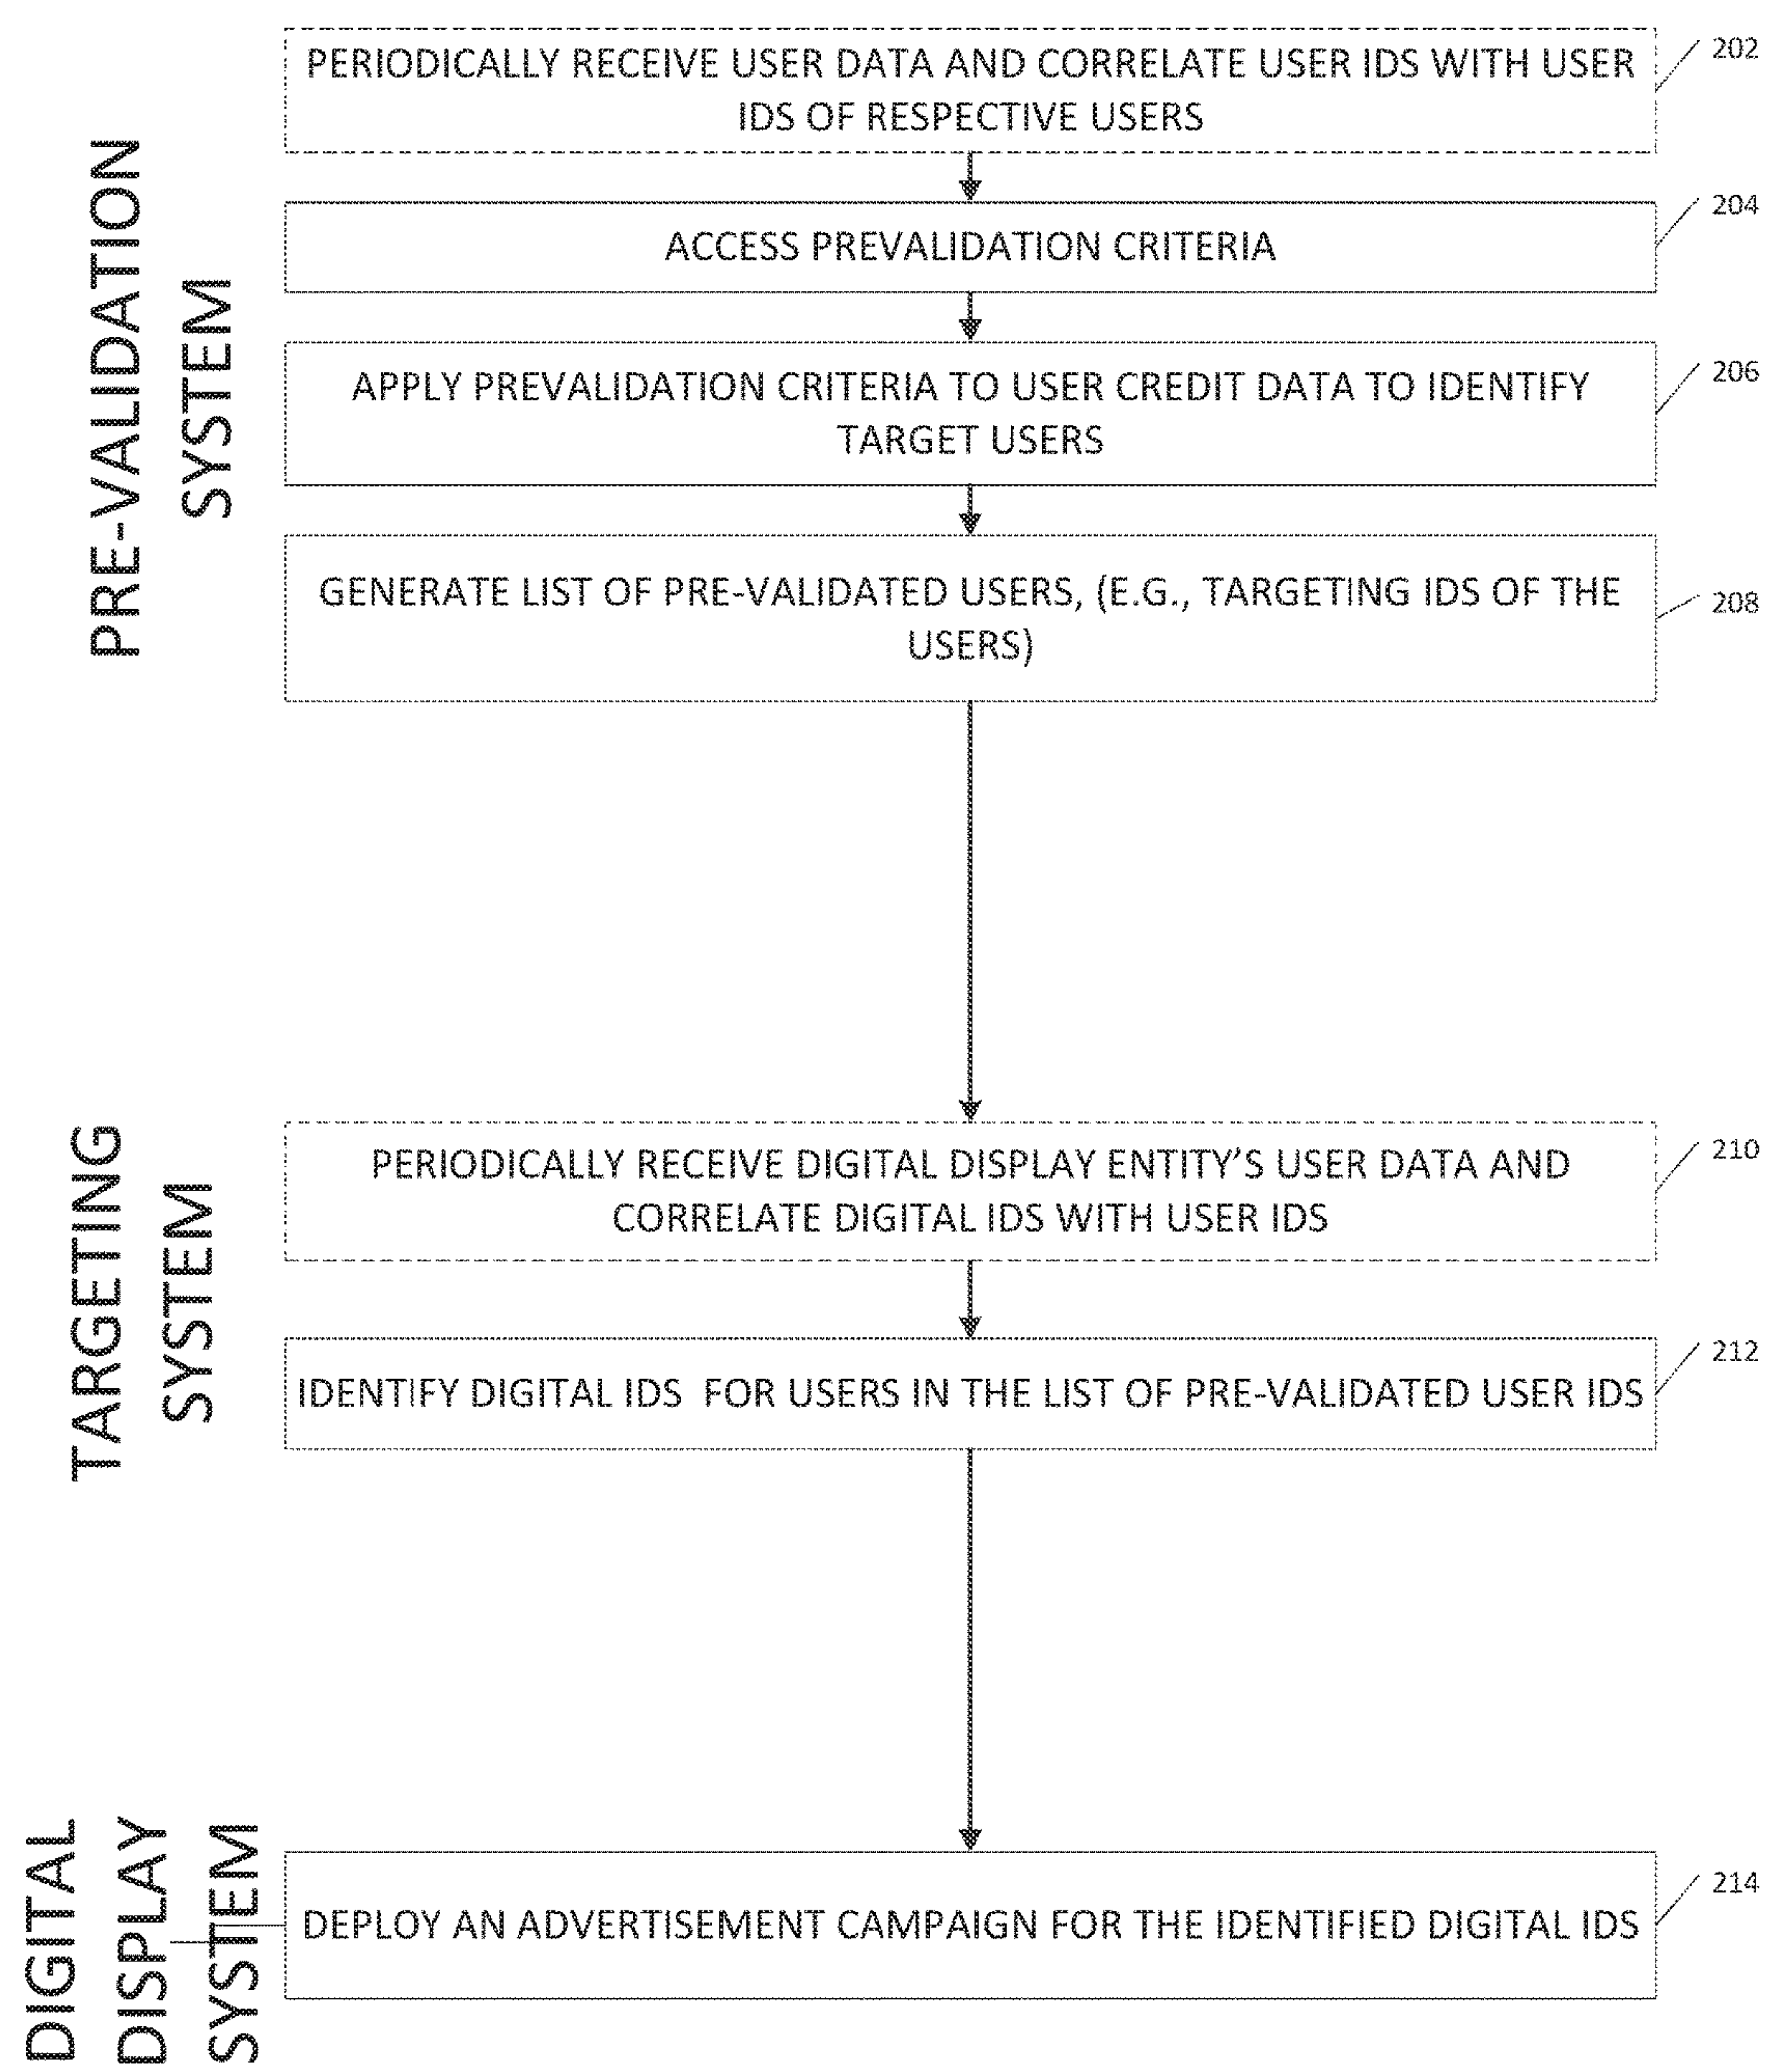 PRE-VALIDATION
SYSTEM
PERIODICALLY RECEIVE USER DATA AND CORRELATE USER IDS WITH USER
IDS OF RESPECTIVE USERS
202
ACCESS PREVALIDATION CRITERIA
204
APPLY PREVALIDATION CRITERIA TO USER CREDIT DATA TO IDENTIFY
TARGET USERS
206
GENERATE LIST OF PRE-VALIDATED USERS, (E.G., TARGETING IDS OF THE
USERS)
208
TARGETING
SYSTEM
PERIODICALLY RECEIVE DIGITAL DISPLAY ENTITY'S USER DATA AND
CORRELATE DIGITAL IDS WITH USER IDS
210
IDENTIFY DIGITAL IDS FOR USERS IN THE LIST OF PRE-VALIDATED USER IDS
212
DIGITAL
DISPLAY
SYSTEM
DEPLOY AN ADVERTISEMENT CAMPAIGN FOR THE IDENTIFIED DIGITAL IDS
214